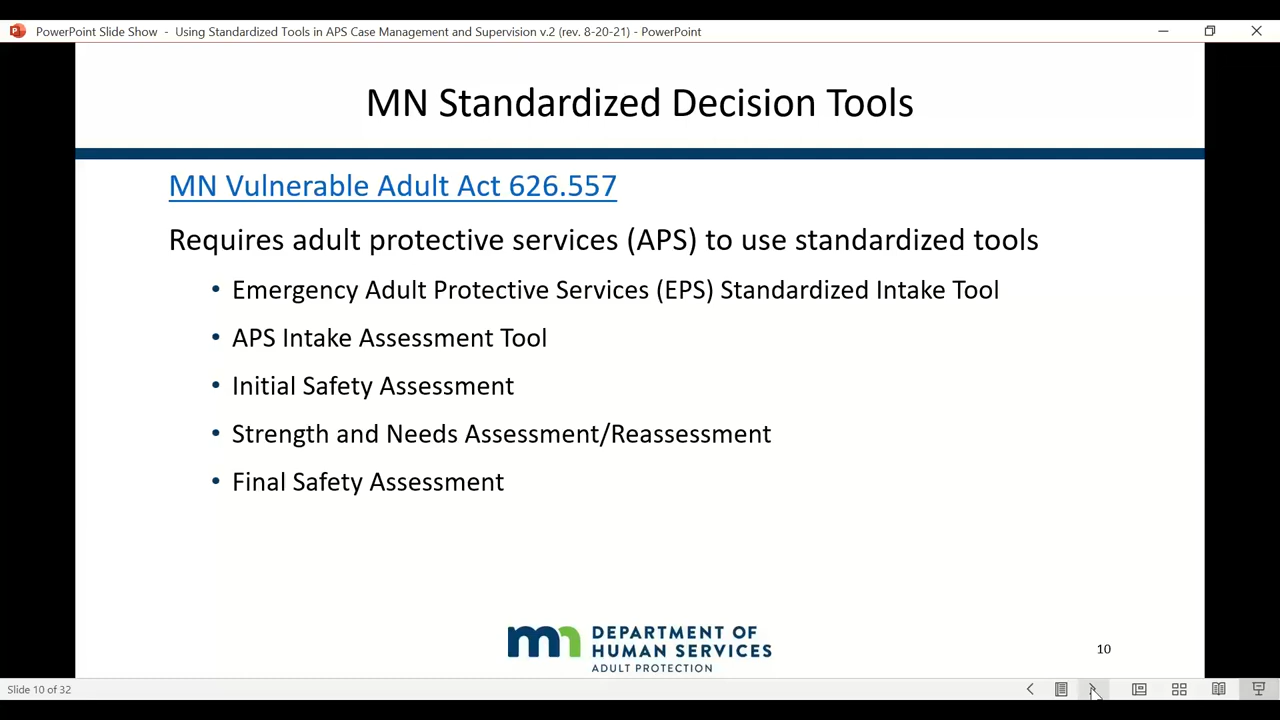 PowerPoint Slide Show - Using Standardized Tools in APS Case Management and Supervision v.2 (rev. 8-20-21) - PowerPoint
MN Standardized Decision Tools
MN Vulnerable Adult Act 626.557
Requires adult protective services (APS) to use standardized tools
• Emergency Adult Protective Services (EPS) Standardized Intake Tool
• APS Intake Assessment Tool
• Initial Safety Assessment
• Strength and Needs Assessment/Reassessment
• Final Safety Assessment
mn DEPARTMENT OF
HUMAN SERVICES
ADULT PROTECTION
10
Slide 10 of 32